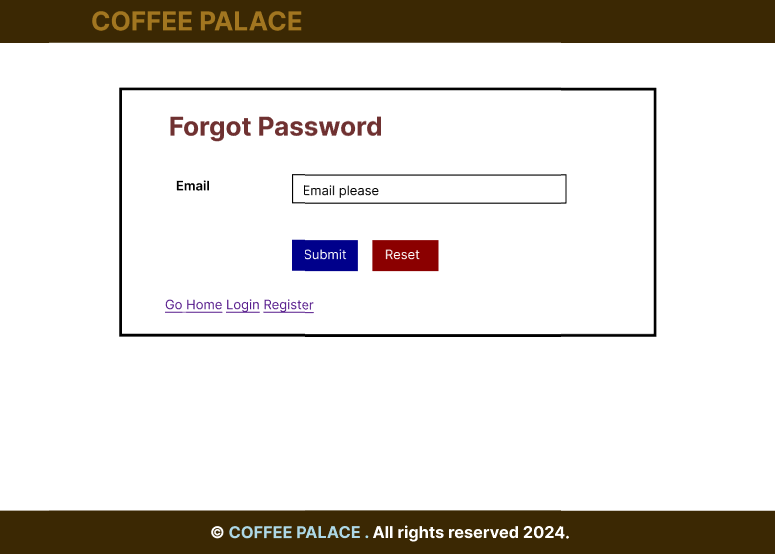 COFFEE PALACE
Forgot Password
Email
Email please
Submit Reset
Go Home Login Register
© COFFEE PALACE . All rights reserved 2024.